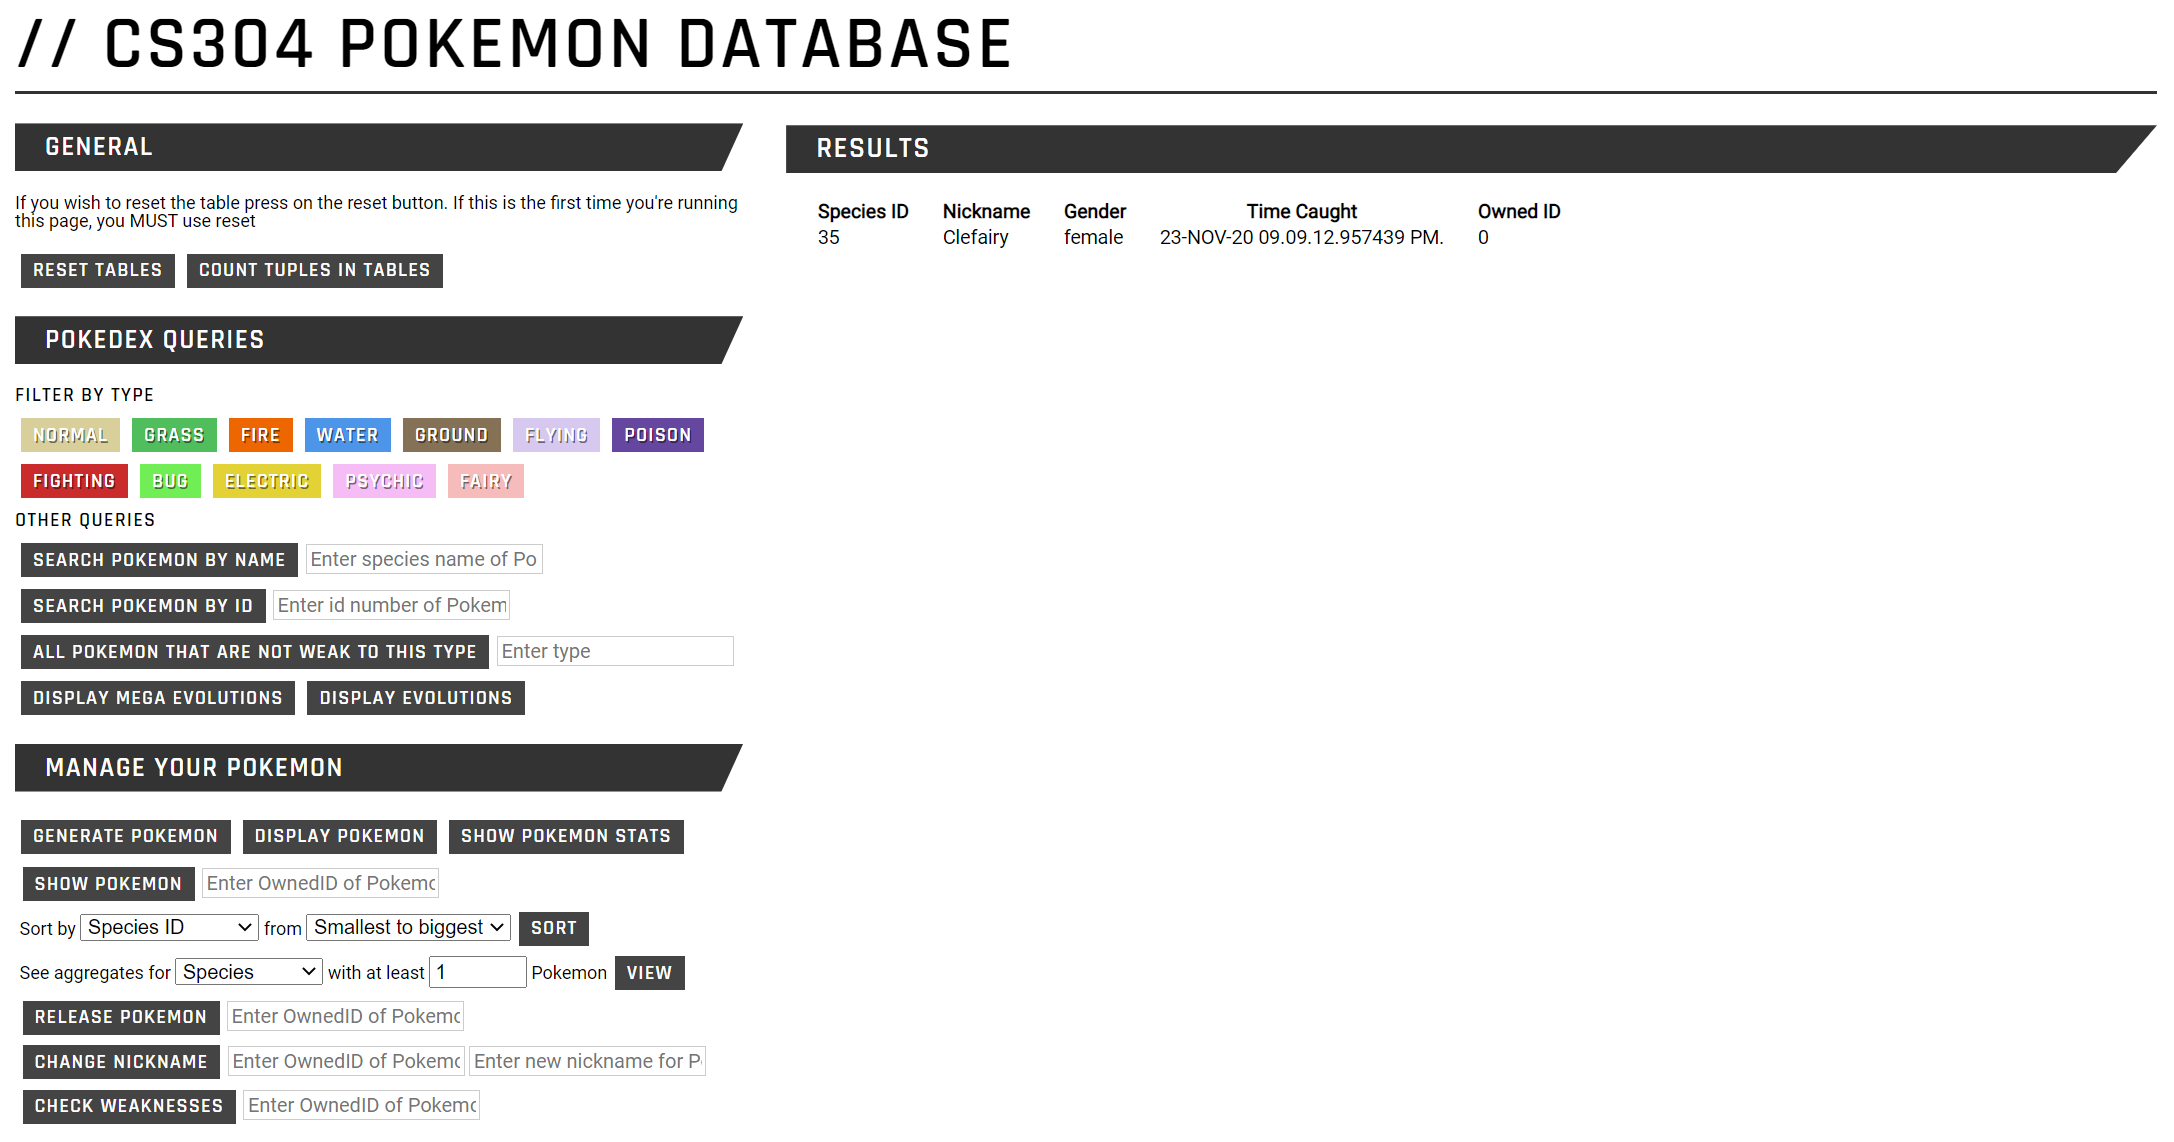 // CS304 POKEMON DATABASE
GENERAL
If you wish to reset the table press on the reset button. If this is the first time you're running
this page, you MUST use reset
RESET TABLES COUNT TUPLES IN TABLES
POKEDEX QUERIES
FILTER BY TYPE
NORMAL GRASS FIRE WATER GROUND FLYING POISON
FIGHTING BUG ELECTRIC PSYCHIC FAIRY
OTHER QUERIES
SEARCH POKEMON BY NAME Enter species name of Po
SEARCH POKEMON BY ID Enter id number of Pokem
ALL POKEMON THAT ARE NOT WEAK TO THIS TYPE Enter type
DISPLAY MEGA EVOLUTIONS DISPLAY EVOLUTIONS
MANAGE YOUR POKEMON
GENERATE POKEMON DISPLAY POKEMON SHOW POKEMON STATS
SHOW POKEMON Enter OwnedID of Pokemo
Sort by Species ID from Smallest to biggest SORT
See aggregates for Species with at least 1 Pokemon VIEW
RELEASE POKEMON Enter OwnedID of Pokemo
CHANGE NICKNAME Enter OwnedID of Pokemo Enter new nickname for P
CHECK WEAKNESSES Enter OwnedID of Pokemo
RESULTS
Species ID Nickname Gender Time Caught Owned ID
35 Clefairy female 23-NOV-20 09.09.12.957439 PM. 0